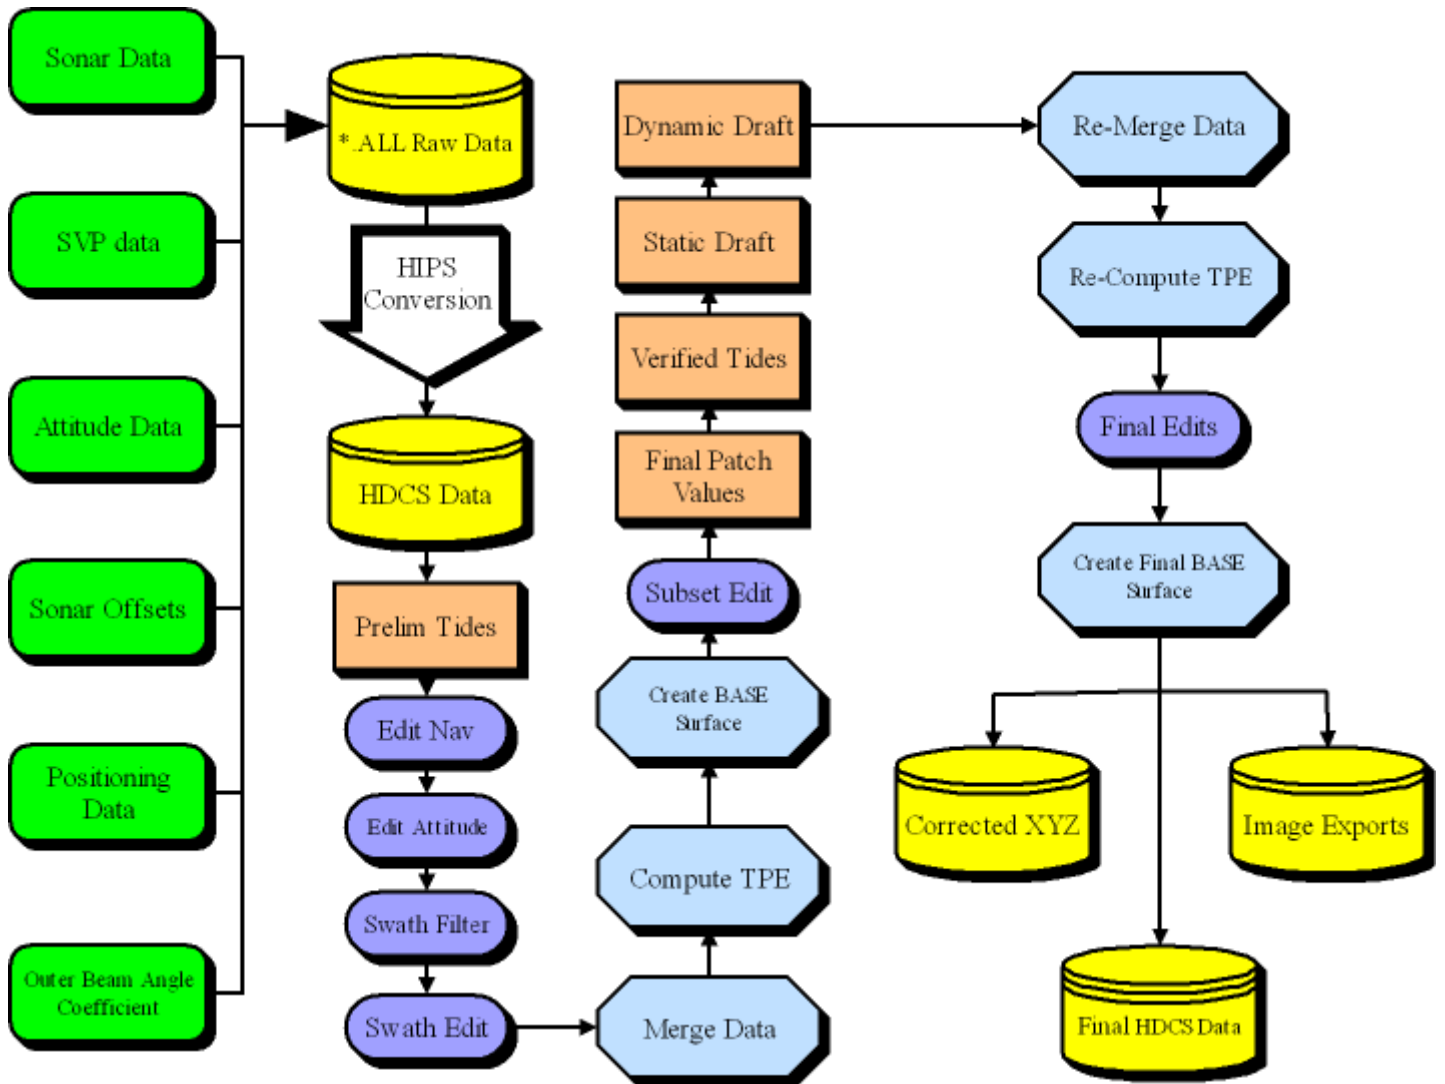 Sonar Data
SVP data
Attitude Data
Sonar Offsets
Positioning
Data
Outer Beam Angle
Coefficient
*.ALL Raw Data
HIPS
Conversion
HDCS Data
Prelim Tides
Edit Nav
Edit Attitude
Swath Filter
Swath Edit
Merge Data
Compute TPE
Create BASE
Surface
Subset Edit
Final Patch
Values
Verified Tides
Static Draft
Dynamic Draft
Re-Merge Data
Re-Compute TPE
Final Edits
Create Final BASE
Surface
Corrected XYZ
Image Exports
Final HDCS Data